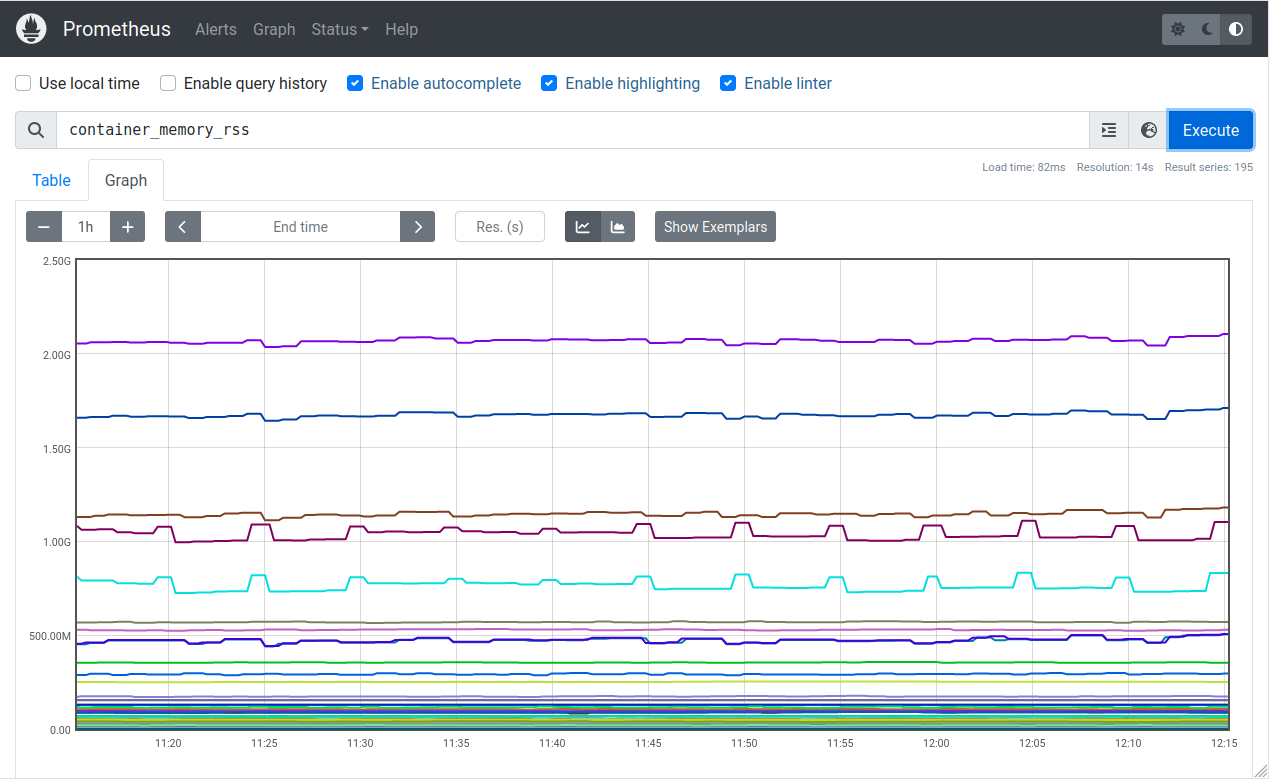 Prometheus Alerts Graph Status Help
Use local time Enable query history Enable autocomplete Enable highlighting Enable linter
container_memory_rss Execute
Load time: 82ms Resolution: 14s Result series: 195
Table Graph
1h End time Res. (s) Show Exemplars
2.50G
2.00G
1.50G
1.00G
500.00M
0.00
11:20 11:25 11:30 11:35 11:40 11:45 11:50 11:55 12:00 12:05 12:10 12:15